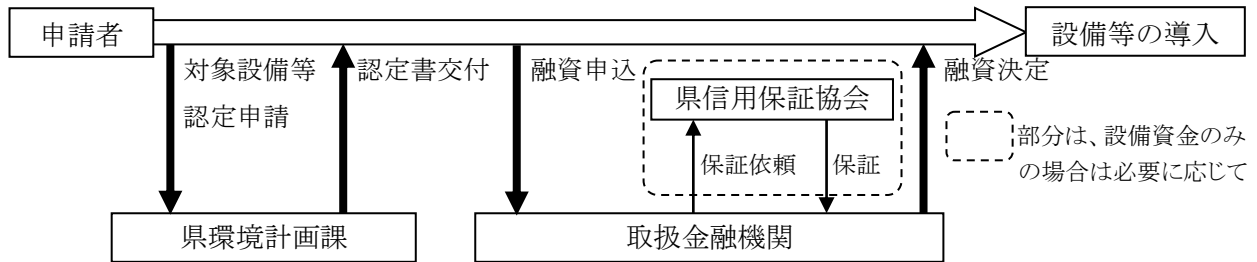 申請者
設備等の導入
対象設備等
認定申請
認定書交付
融資申込
県信用保証協会
保証依頼
保証
融資決定
部分は、設備資金のみ
の場合は必要に応じて
県環境計画課
取扱金融機関